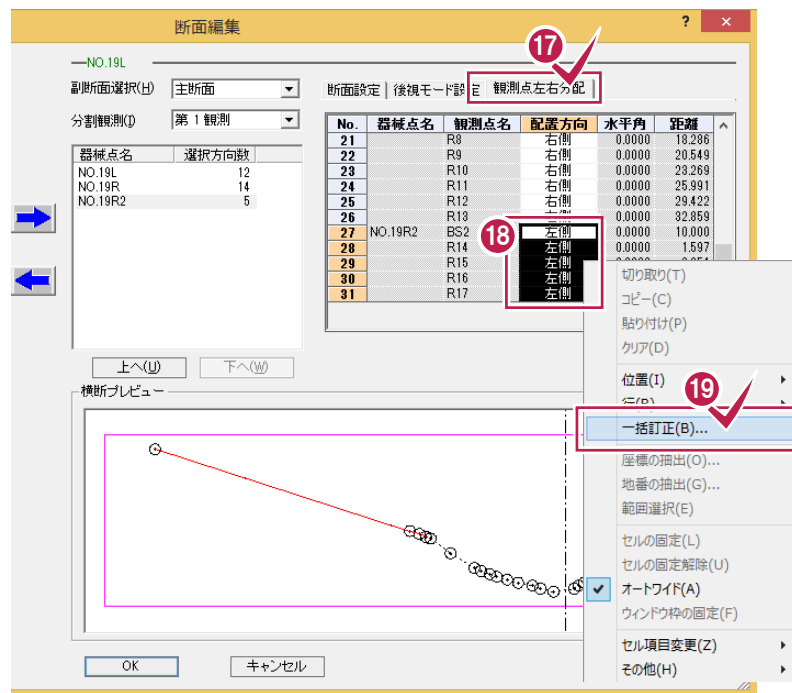 断面編集
? ×
17
NO.19L
副断面選択(H) 主断面
断面設定 後視モード設定 観測点左右分配
分割観測(J) 第 1 観測
器械点名 選択方向数
NO.19L 12
NO.19R 14
NO.19R2 5
No. 器械点名 観測点名 配置方向 水平角 距離
21 R8 右側 0.0000 18.286
22 R9 右側 0.0000 20.549
23 R10 右側 0.0000 23.269
24 R11 右側 0.0000 25.991
25 R12 右側 0.0000 29.422
26 R13 右側 0.0000 32.859
27 NO.19R2 BS2 左側 0.0000 10.000
28 R14 左側 0.0000 1.597
29 R15 左側
30 R16 左側
31 R17 左側
18
上へ(U) 下へ(W)
横断プレビュー
切り取り(T)
コピー(C)
貼り付け(P)
クリア(D)
位置(I)
行(R)
19
一括訂正(B)...
座標の抽出(O)...
地番の抽出(G)...
範囲選択(E)
セルの固定(L)
セルの固定解除(U)
オートワイド(A)
ウィンドウ枠の固定(F)
セル項目変更(Z)
その他(H)
OK キャンセル